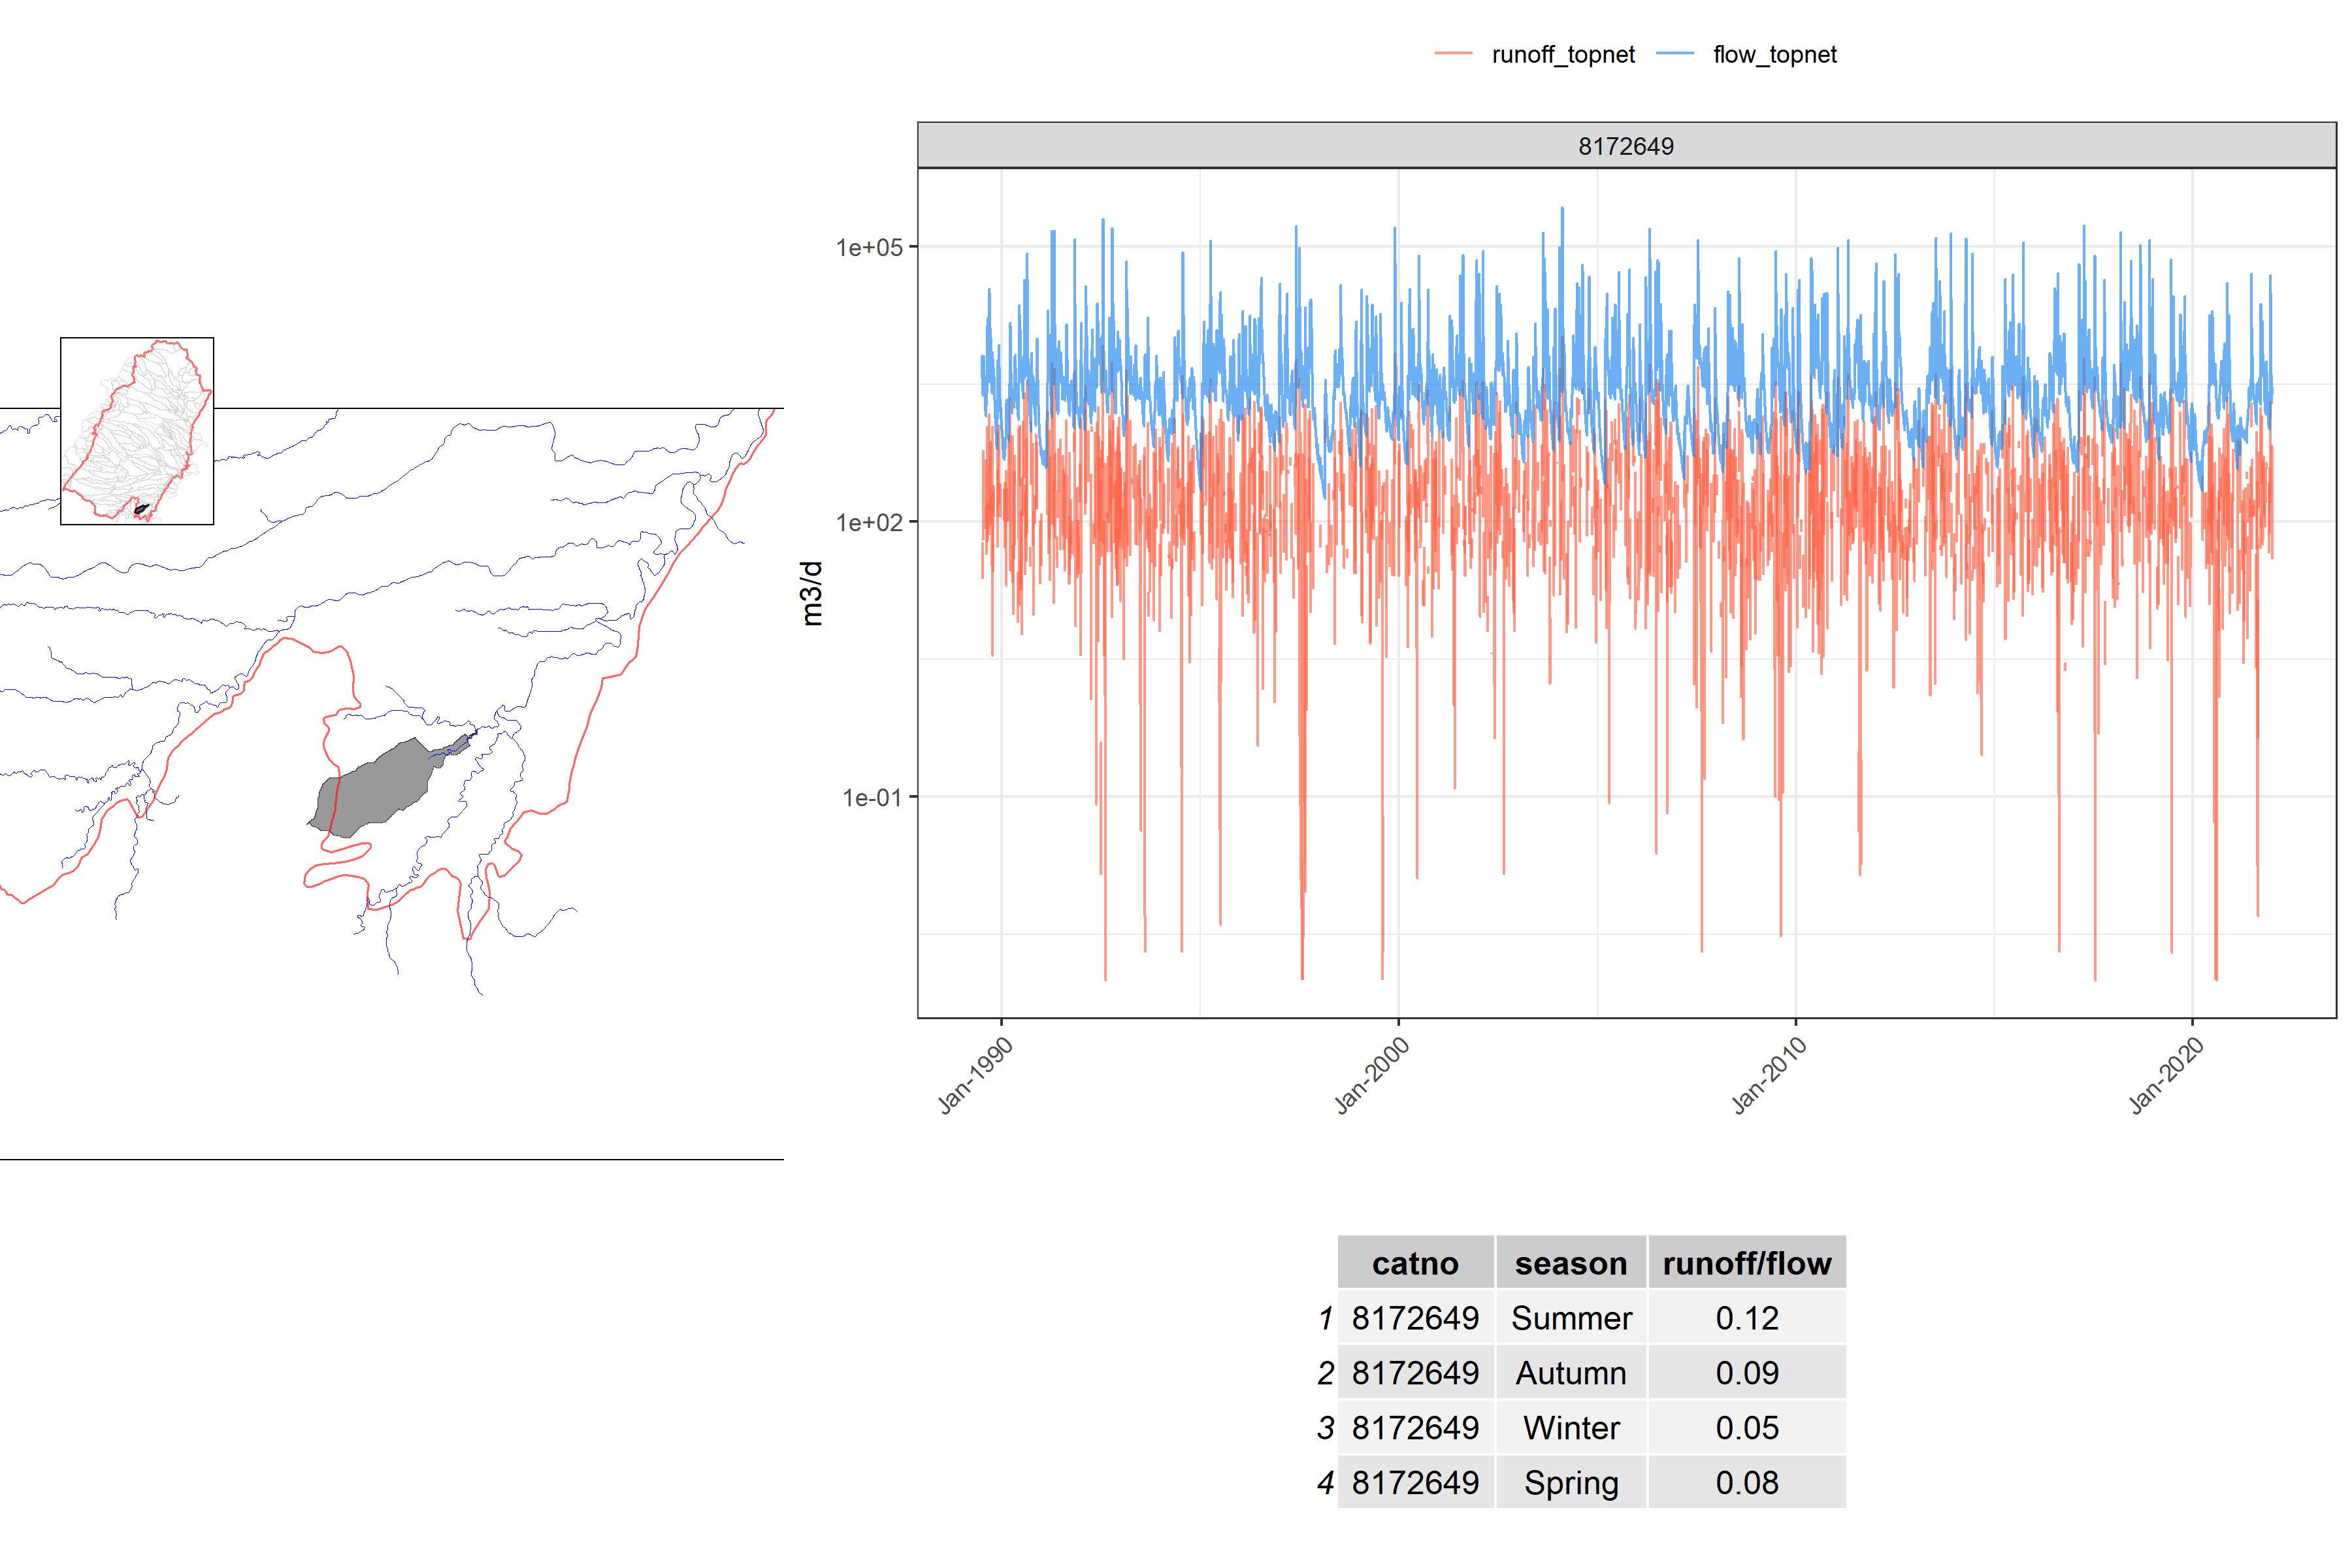 runoff_topnet flow_topnet
8172649
1e+05
1e+02
1e-01
m3/d
Jan-1990 Jan-2000 Jan-2010 Jan-2020
catno season runoff/flow
1 8172649 Summer 0.12
2 8172649 Autumn 0.09
3 8172649 Winter 0.05
4 8172649 Spring 0.08